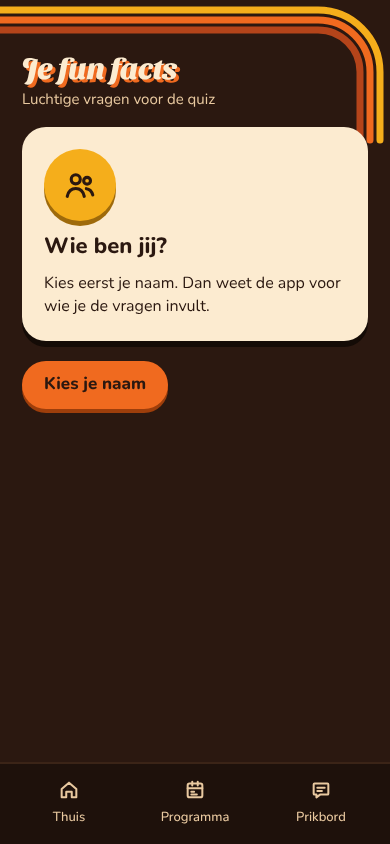 Je fun facts
Luchtige vragen voor de quiz
Wie ben jij?
Kies eerst je naam. Dan weet de app voor
wie je de vragen invult.
Kies je naam
Thuis
Programma
Prikbord